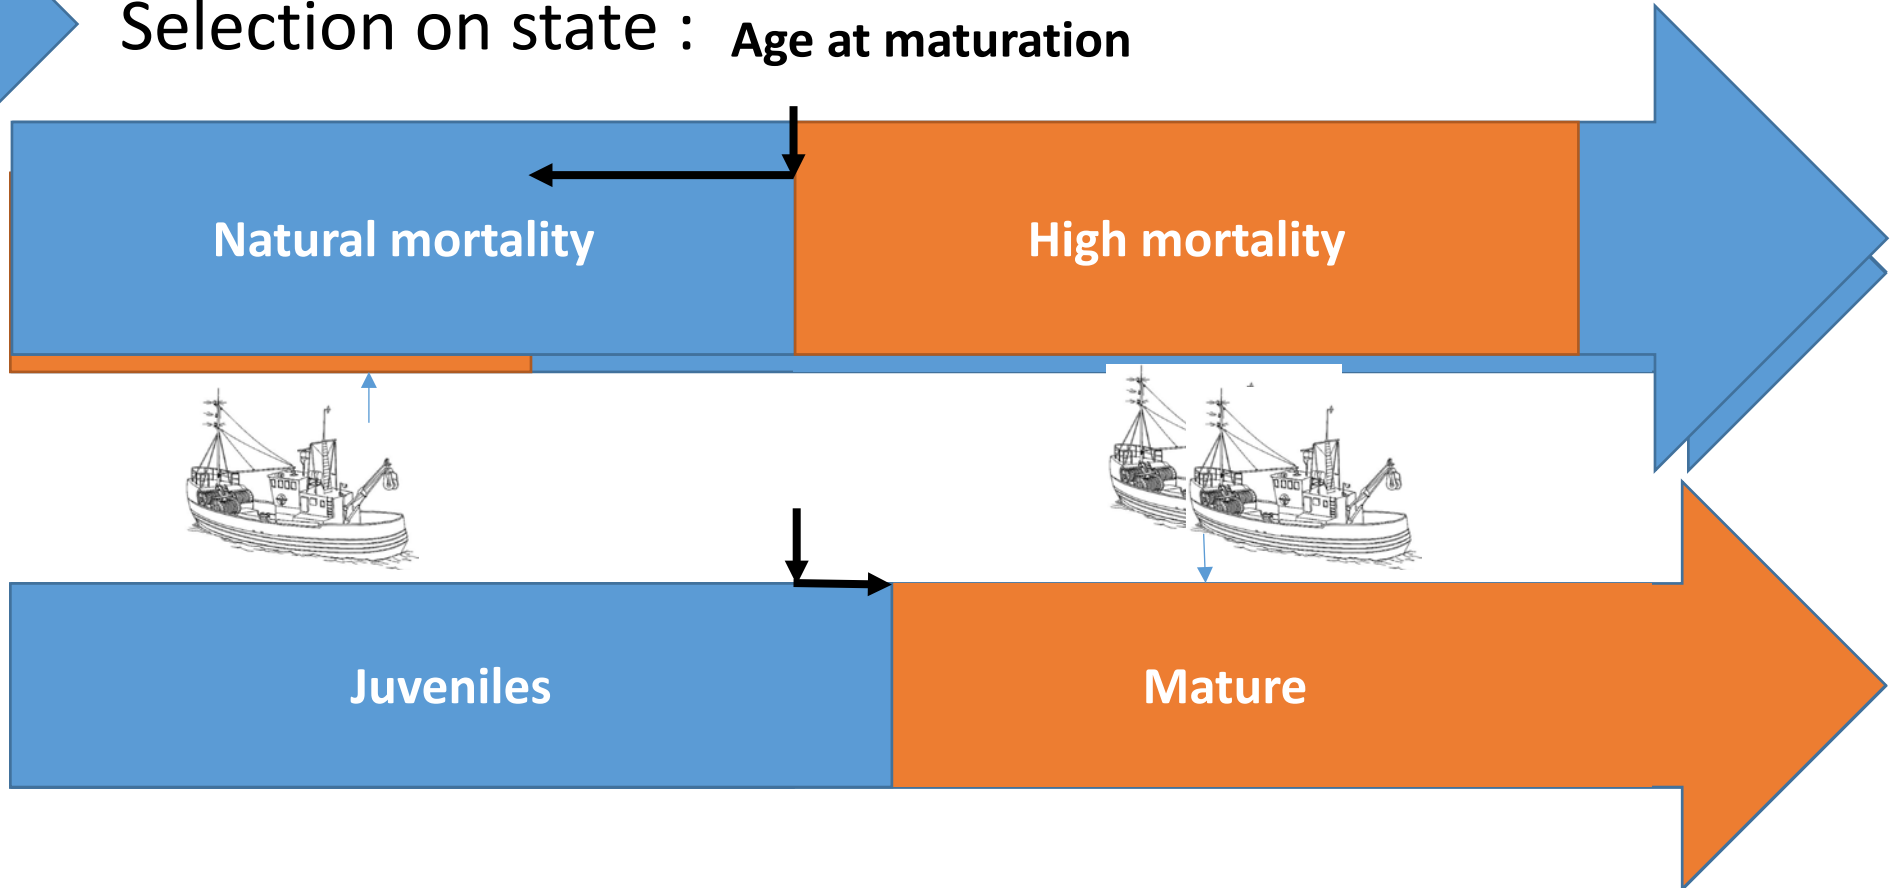 Selection on state :
Age at maturation
Natural mortality
High mortality
Juveniles
Mature